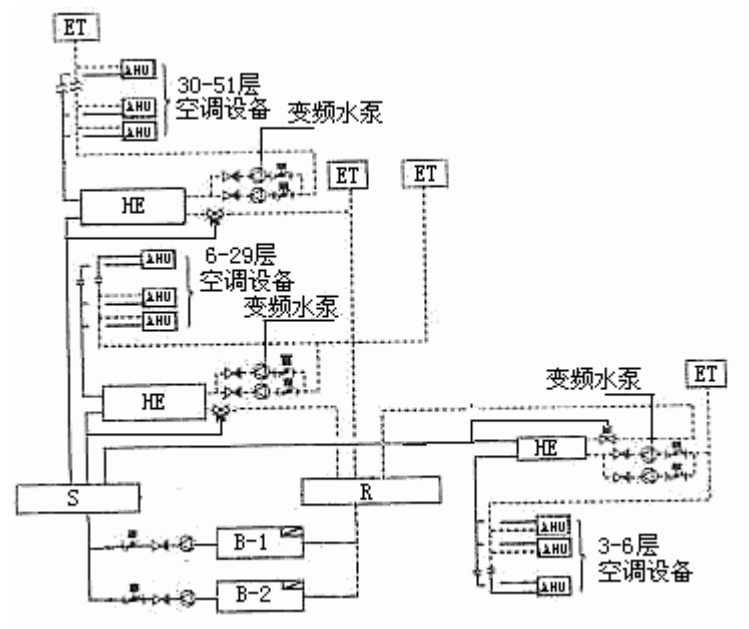 ET
AHU
30-51层
空调设备
AHU
AHU
变频水泵
ET
ET
HE
6-29层
空调设备
AHU
AHU
AHU
变频水泵
HE
变频水泵
ET
HE
S
R
B-1
B-2
AHU
AHU
3-6层
空调设备
AHU